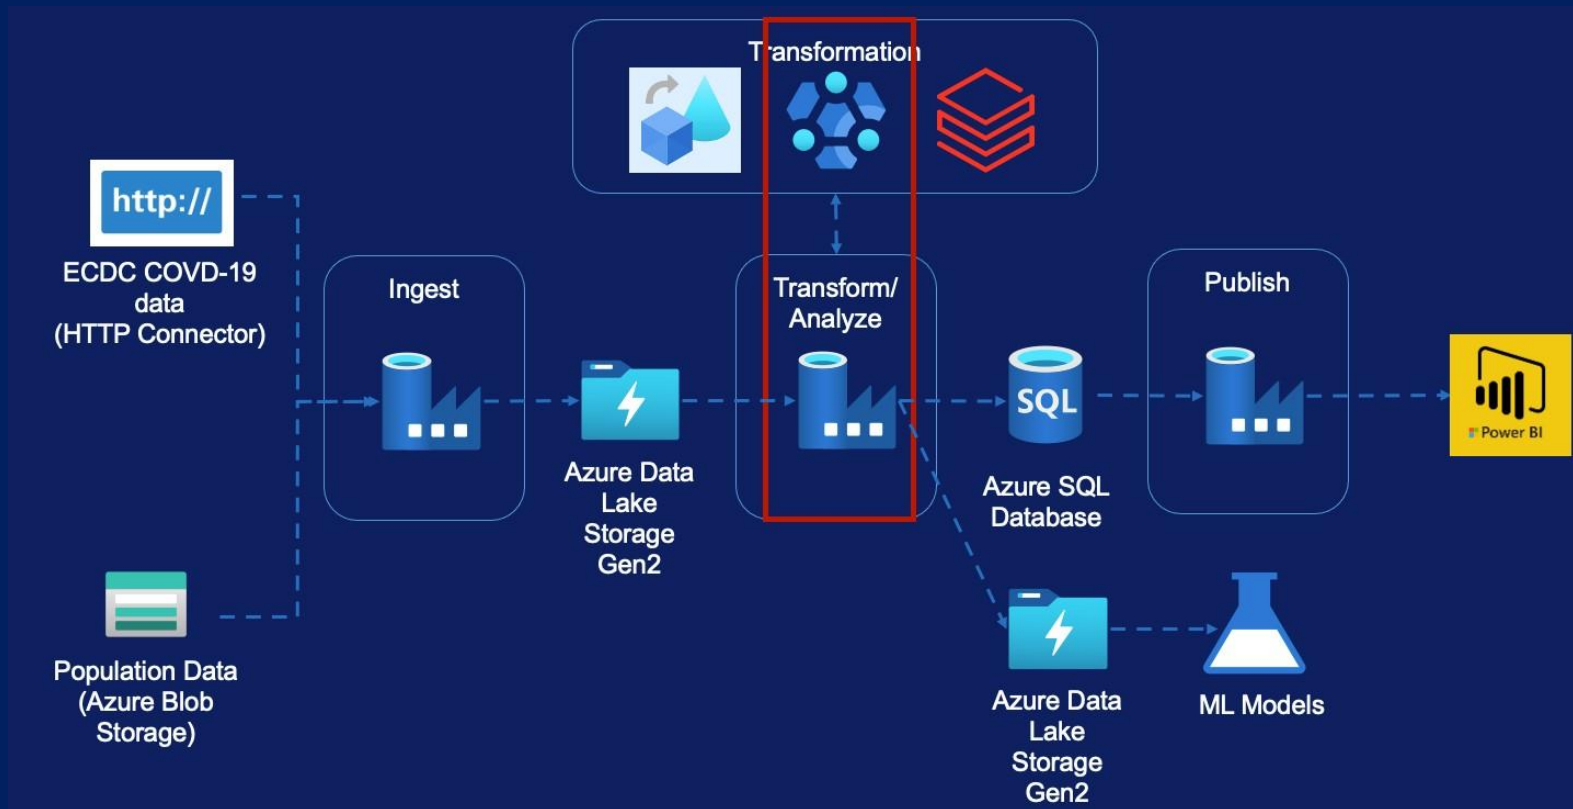 Transformation
http://
ECDC COVD-19
data
(HTTP Connector)
Ingest
Transform/
Analyze
Publish
SQL
Power BI
Azure Data
Lake
Storage
Gen2
Azure SQL
Database
Population Data
(Azure Blob
Storage)
Azure Data
Lake
Storage
Gen2
ML Models